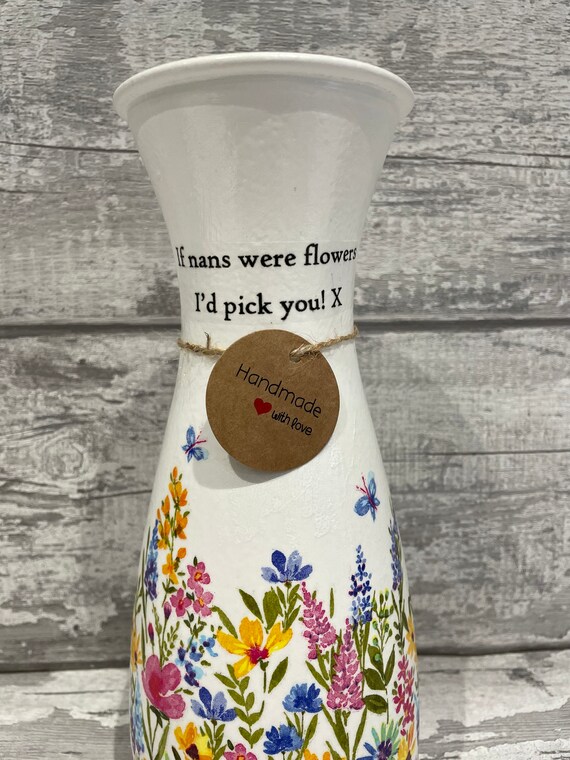 If nans were flowers
I'd pick you! X
Handmade
with love